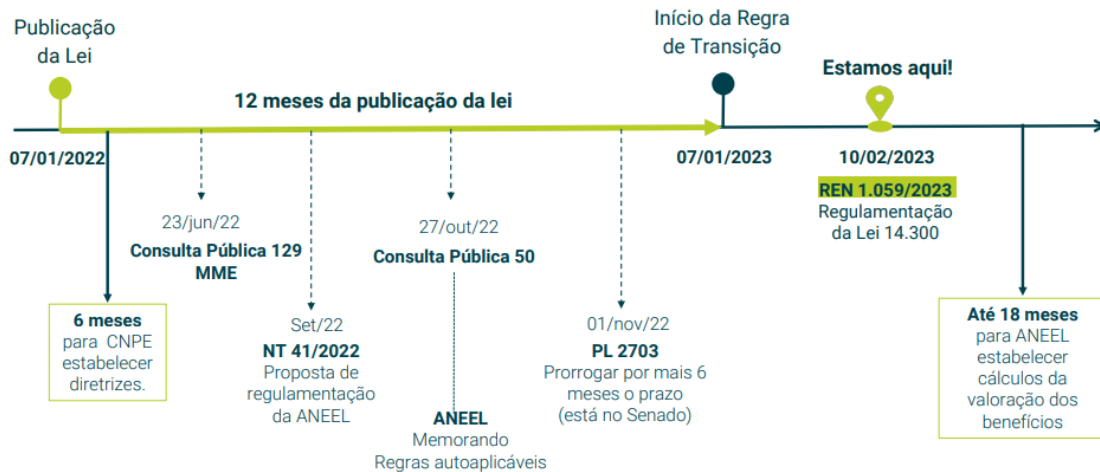 Publicação
da Lei
Início da Regra
de Transição
Estamos aqui!
12 meses da publicação da lei
07/01/2022
07/01/2023
10/02/2023
REN 1.059/2023
Regulamentação
da Lei 14.300
23/jun/22
Consulta Pública 129
MME
27/out/22
Consulta Pública 50
6 meses
para CNPE
estabelecer
diretrizes.
Set/22
NT 41/2022
Proposta de
regulamentação
da ANEEL
ANEEL
Memorando
Regras autoaplicáveis
01/nov/22
PL 2703
Prorrogar por mais 6
meses o prazo
(está no Senado)
Até 18 meses
para ANEEL
estabelecer
cálculos da
valoração dos
benefícios